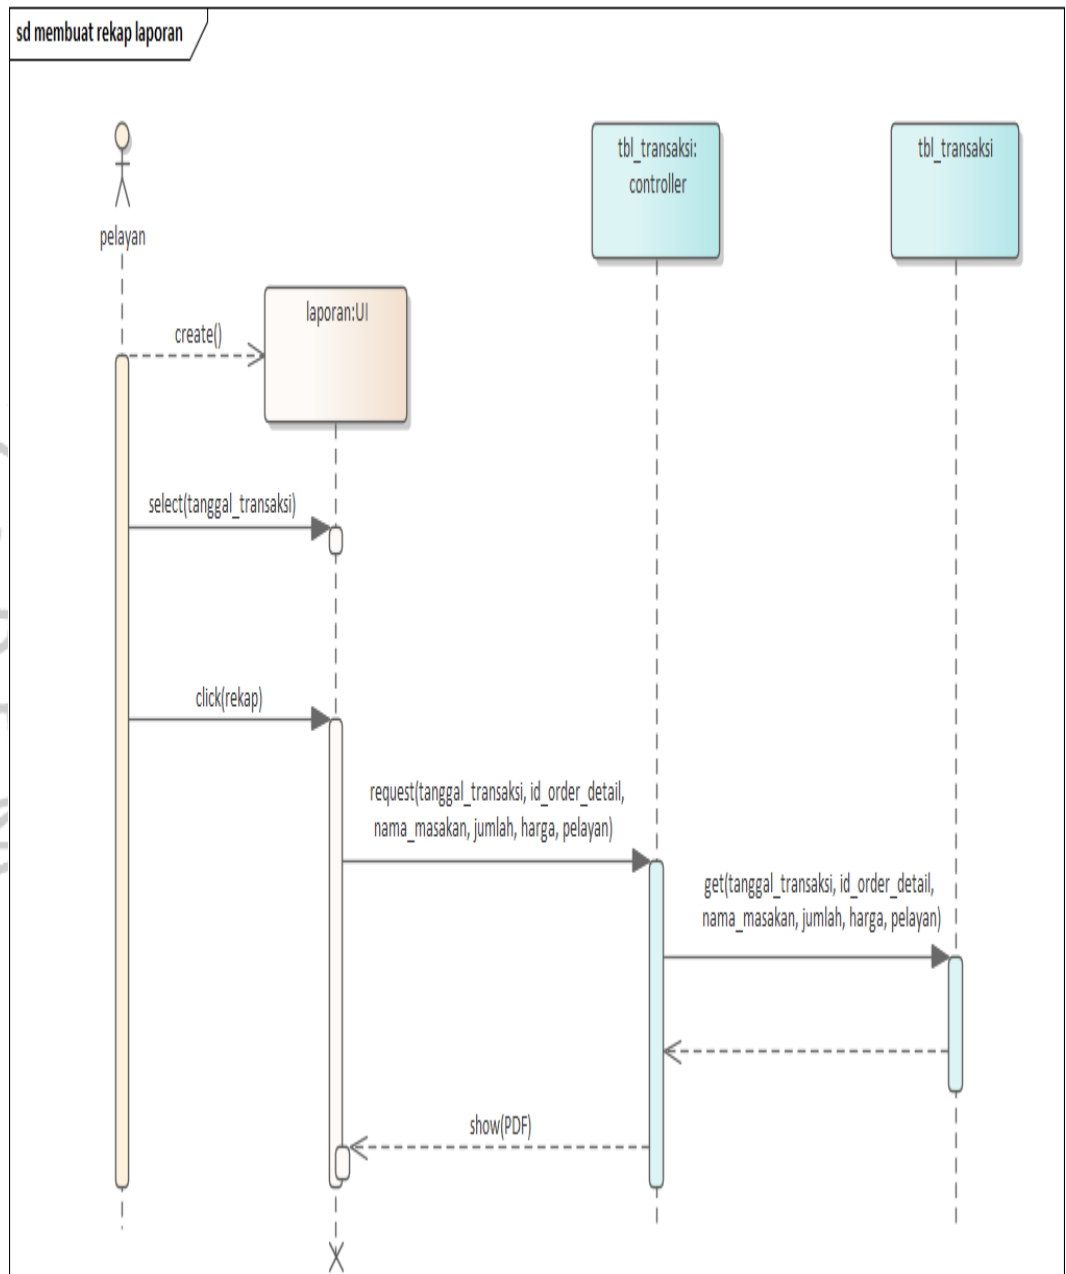 sd membuat rekap laporan
pelayan
tbl_transaksi:
controller
tbl_transaksi
laporan:UI
create()
select(tanggal_transaksi)
click(rekap)
request(tanggal_transaksi, id_order_detail,
nama_masakan, jumlah, harga, pelayan)
get(tanggal_transaksi, id_order_detail,
nama_masakan, jumlah, harga, pelayan)
show(PDF)